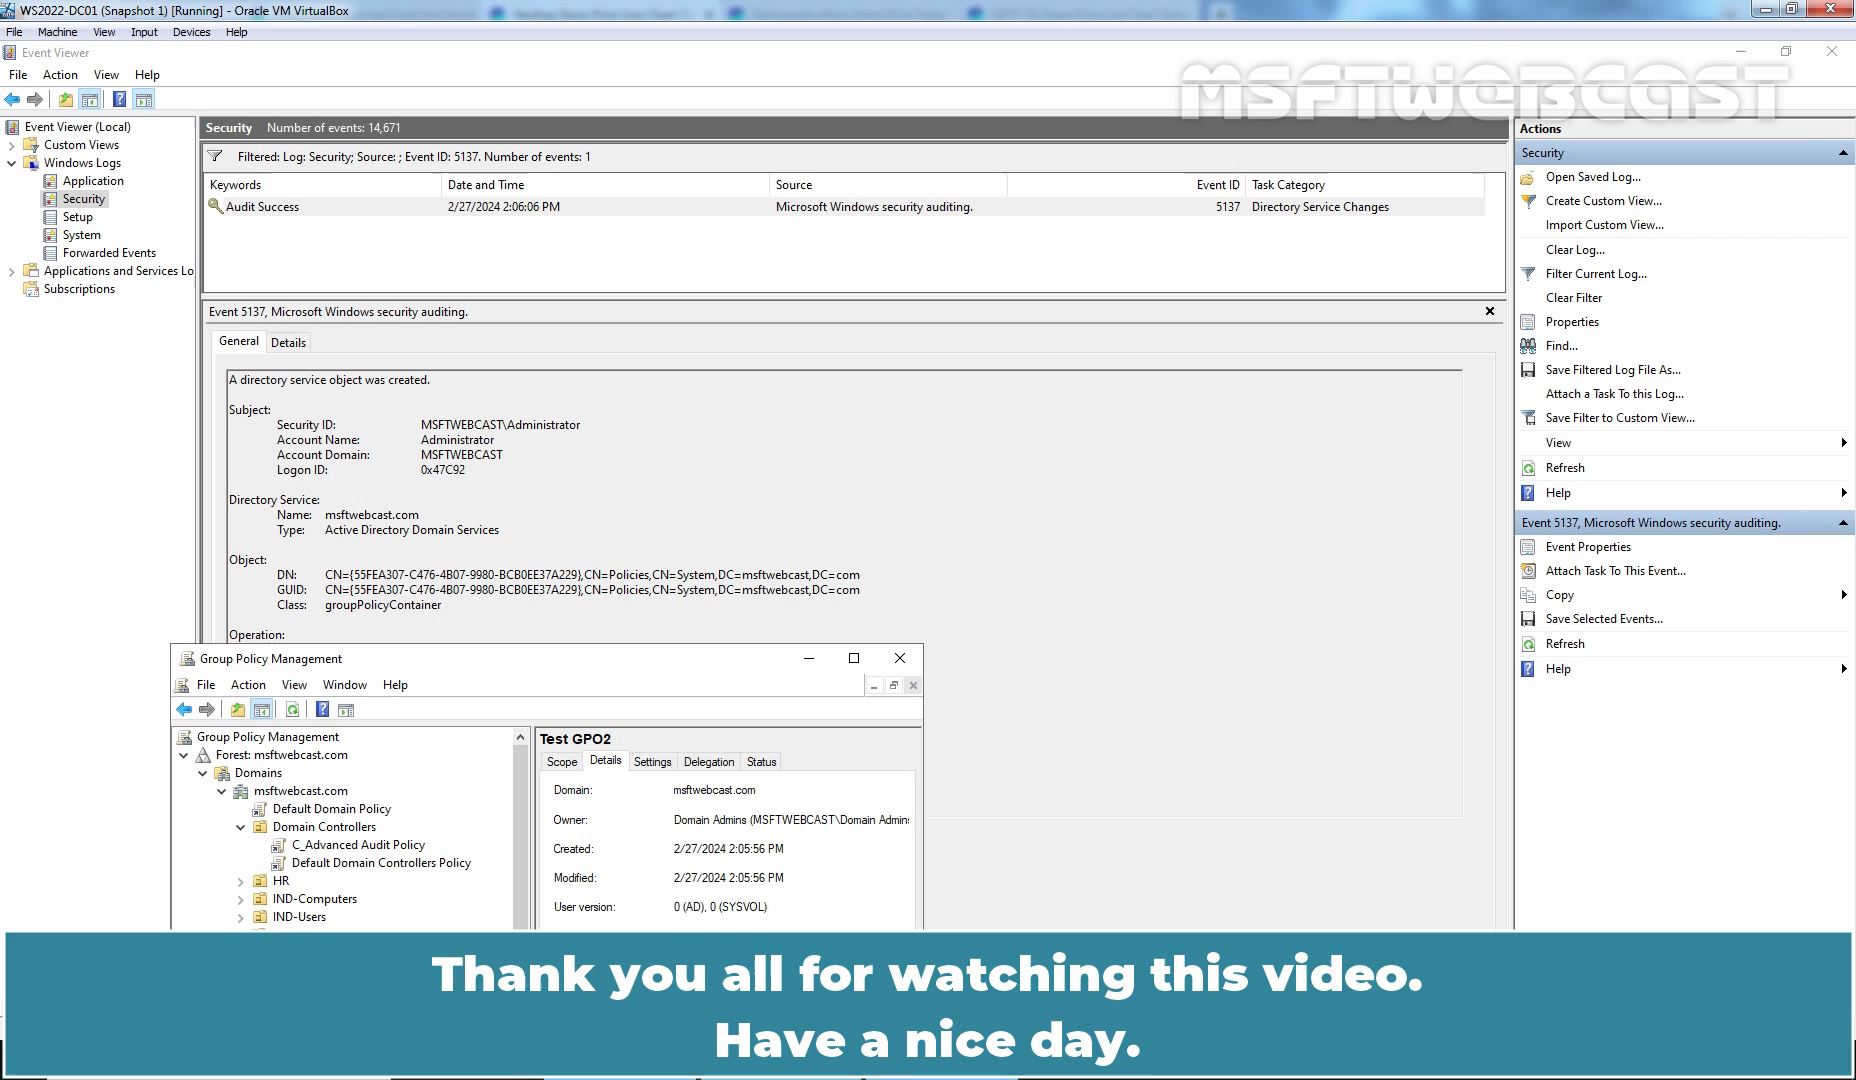 WS2022-DC01 (Snapshot 1) [Running] - Oracle VM VirtualBox
File Machine View Input Devices Help
Event Viewer
File Action View Help
MSFTWEBCAST
Event Viewer (Local)
Custom Views
Windows Logs
Application
Security
Setup
System
Forwarded Events
Applications and Services Lo
Subscriptions
Security Number of events: 14,671
Filtered: Log: Security; Source: ; Event ID: 5137. Number of events: 1
Keywords Date and Time Source Event ID Task Category
Audit Success 2/27/2024 2:06:06 PM Microsoft Windows security auditing. 5137 Directory Service Changes
Event 5137, Microsoft Windows security auditing.
General Details
A directory service object was created.
Subject:
Security ID: MSFTWEBCAST\Administrator
Account Name: Administrator
Account Domain: MSFTWEBCAST
Logon ID: 0x47C92
Directory Service:
Name: msftwebcast.com
Type: Active Directory Domain Services
Object:
DN: CN={55FEA307-C476-4B07-9980-BCB0EE37A229},CN=Policies,CN=System,DC=msftwebcast,DC=com
GUID: CN={55FEA307-C476-4B07-9980-BCB0EE37A229},CN=Policies,CN=System,DC=msftwebcast,DC=com
Class: groupPolicyContainer
Operation:
Actions
Security
Open Saved Log...
Create Custom View...
Import Custom View...
Clear Log...
Filter Current Log...
Clear Filter
Properties
Find...
Save Filtered Log File As...
Attach a Task To this Log...
Save Filter to Custom View...
View
Refresh
Help
Event 5137, Microsoft Windows security auditing.
Event Properties
Attach Task To This Event...
Copy
Save Selected Events...
Refresh
Help
Group Policy Management
File Action View Window Help
Group Policy Management
Forest: msftwebcast.com
Domains
msftwebcast.com
Default Domain Policy
Domain Controllers
C_Advanced Audit Policy
Default Domain Controllers Policy
HR
IND-Computers
IND-Users
Test GPO2
Scope Details Settings Delegation Status
Domain: msftwebcast.com
Owner: Domain Admins (MSFTWEBCAST\Domain Admins
Created: 2/27/2024 2:05:56 PM
Modified: 2/27/2024 2:05:56 PM
User version: 0 (AD), 0 (SYSVOL)
Thank you all for watching this video.
Have a nice day.